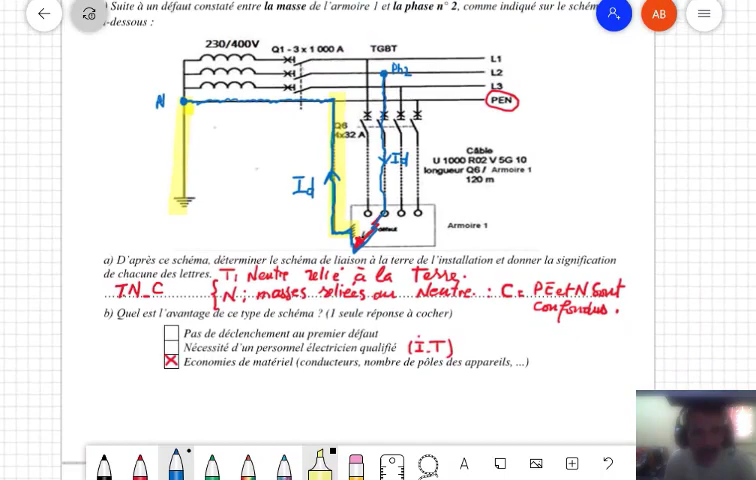 Suite à un défaut constaté entre la masse de l'armoire 1 et la phase n° 2, comme indiqué sur le schém
-dessous :
AB
230/400V
Q1 - 3 x 1 000 A
TGBT
L1
Ph2
L2
L3
N
PEN
Q6
4x32 A
Câble
U 1000 R02 V 5G 10
longueur Q6 / Armoire 1
120 m
Id
Id
défaut
Armoire 1
a) D'après ce schéma, déterminer le schéma de liaison à la terre de l'installation et donner la signification
de chacune des lettres. T, Neutre relié à la Terre.
TN_C { N : masses reliées au Neutre : C = PE et N sont
confondus.
b) Quel est l'avantage de ce type de schéma ? (1 seule réponse à cocher)
Pas de déclenchement au premier défaut
Nécessité d'un personnel électricien qualifié (I.T)
Economies de matériel (conducteurs, nombre de pôles des appareils, ...)
A